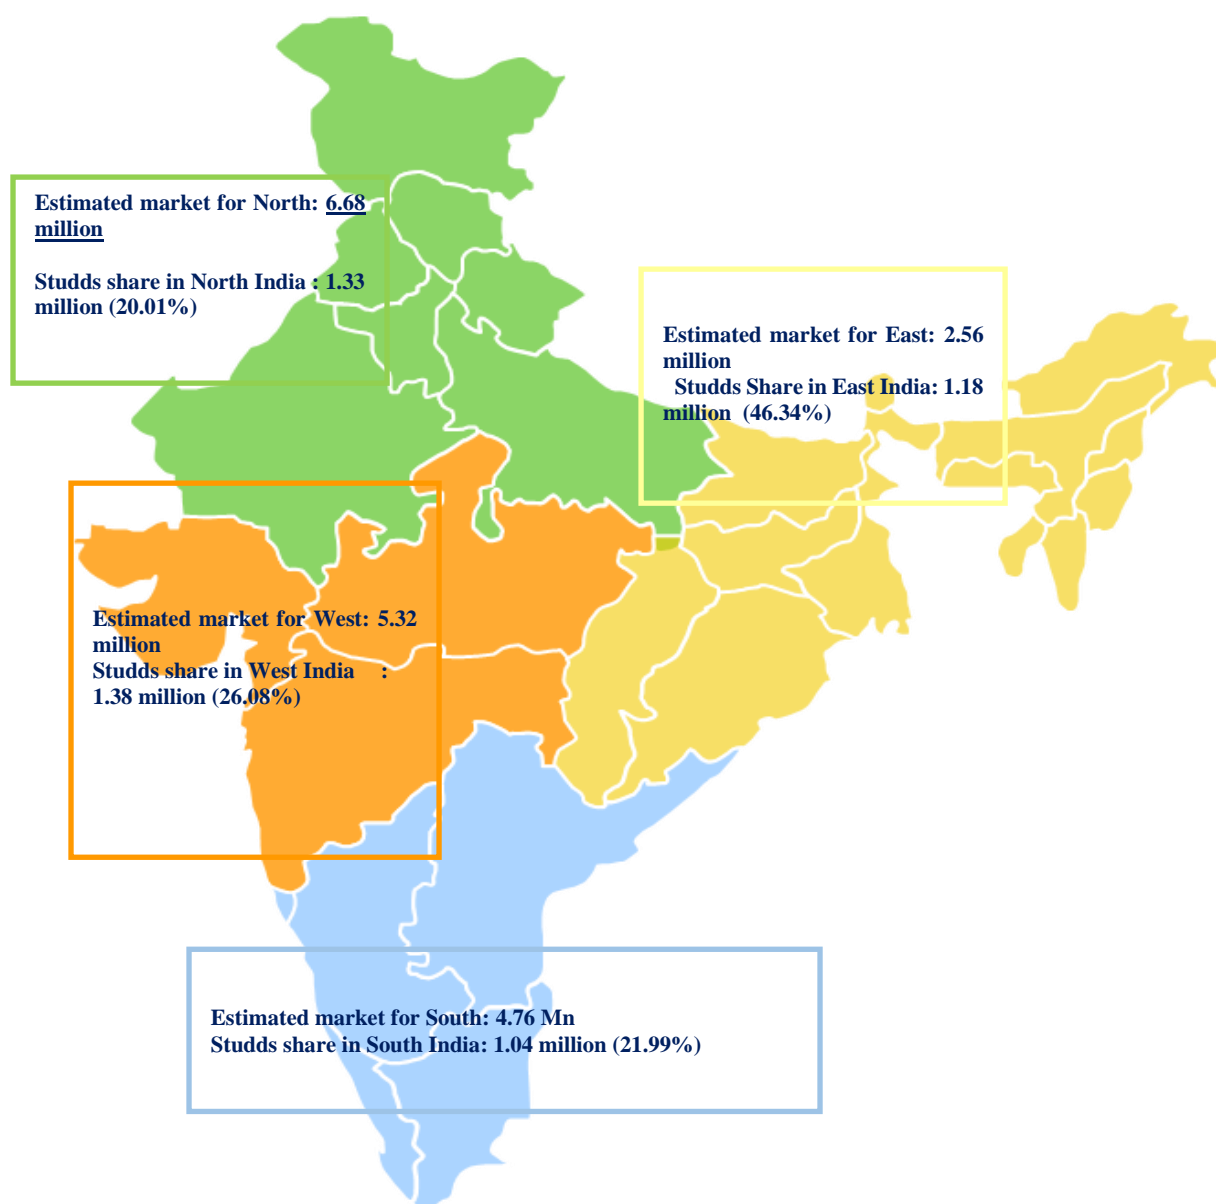 Estimated market for North: 6.68
million
Studds share in North India : 1.33
million (20.01%)
Estimated market for East: 2.56
million
Studds Share in East India: 1.18
million (46.34%)
Estimated market for West: 5.32
million
Studds share in West India :
1.38 million (26.08%)
Estimated market for South: 4.76 Mn
Studds share in South India: 1.04 million (21.99%)